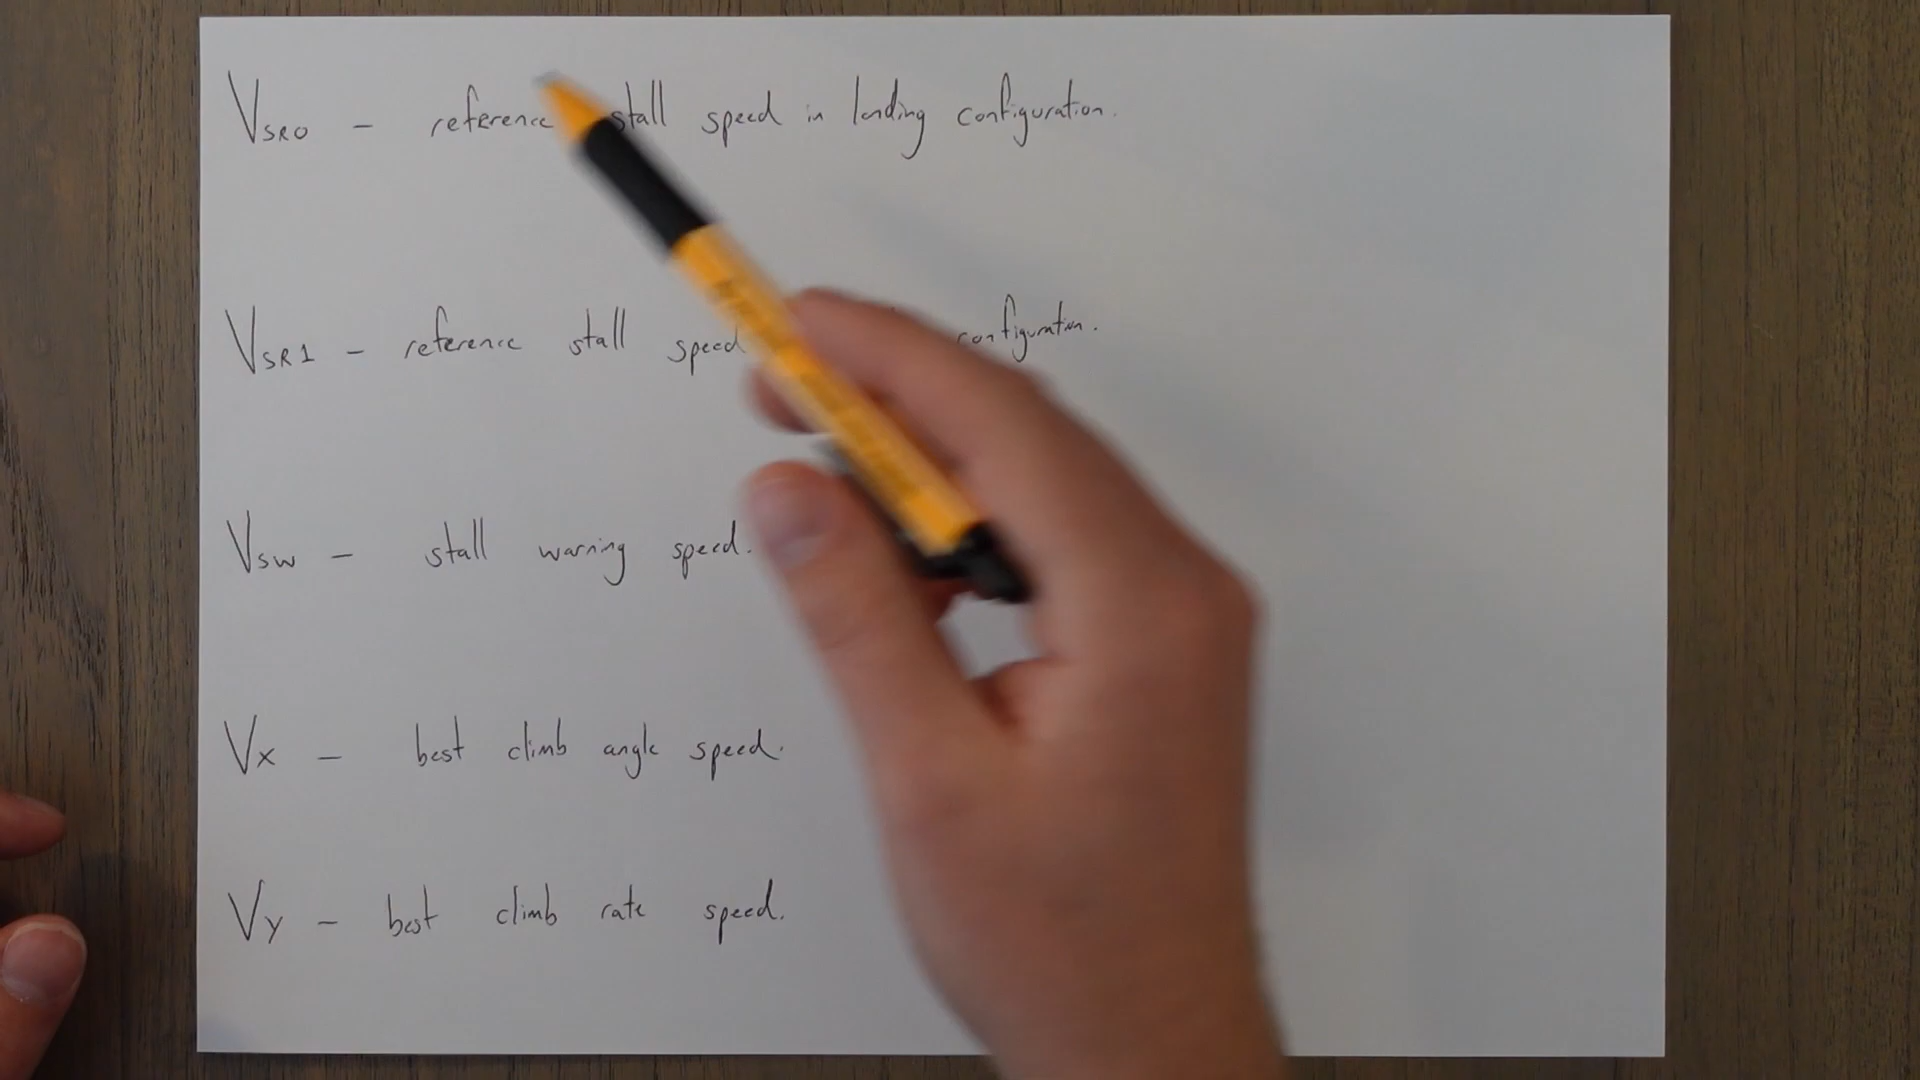 VSR0 - reference stall speed in landing configuration.
VSR1 - reference stall speed configuration.
VSW - stall warning speed.
Vx - best climb angle speed.
Vy - best climb rate speed.